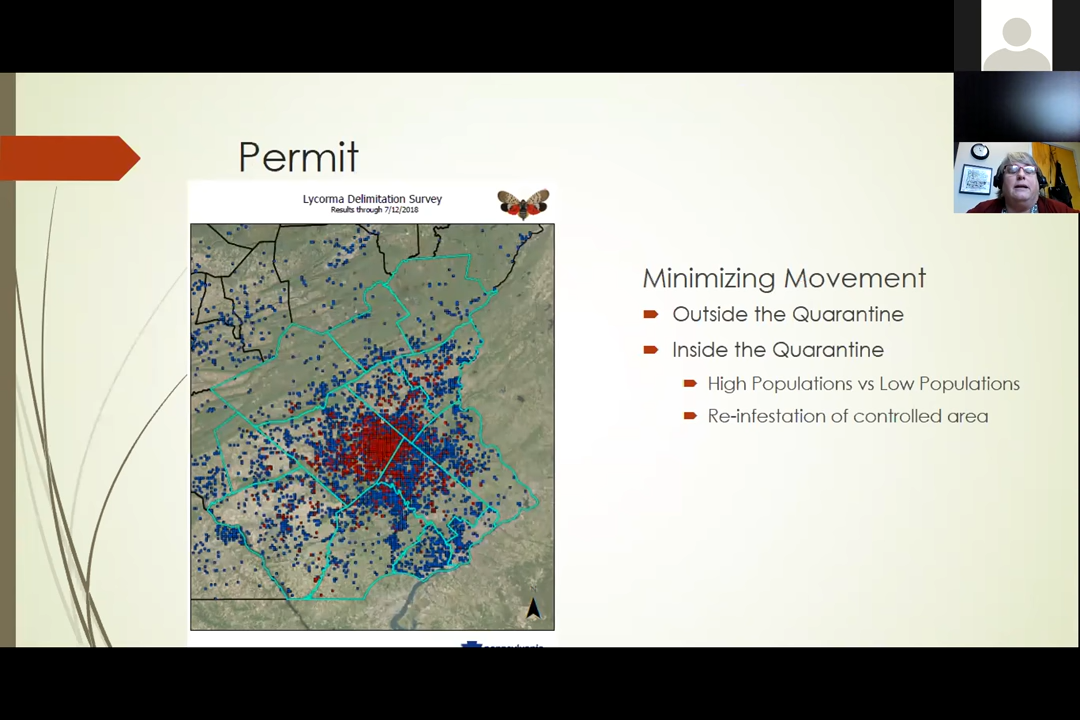 Permit
Lycorma Delimitation Survey
Results through 7/12/2018
Minimizing Movement
Outside the Quarantine
Inside the Quarantine
High Populations vs Low Populations
Re-infestation of controlled area